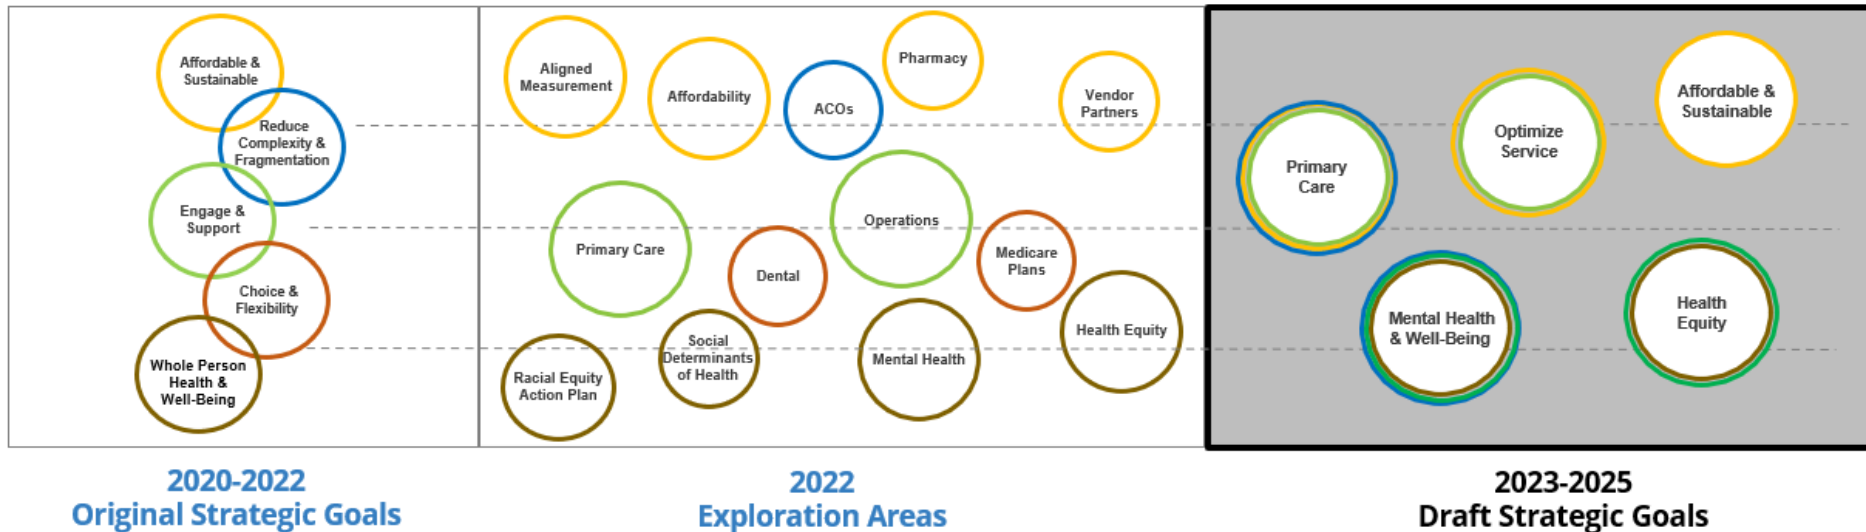 Affordable &
Sustainable
Reduce
Complexity &
Fragmentation
Engage &
Support
Choice &
Flexibility
Whole Person
Health &
Well-Being
Aligned
Measurement
Affordability
ACOs
Pharmacy
Vendor
Partners
Primary Care
Dental
Operations
Medicare
Plans
Racial Equity
Action Plan
Social
Determinants
of Health
Mental Health
Health Equity
Primary
Care
Optimize
Service
Affordable &
Sustainable
Mental Health
& Well-Being
Health
Equity
2020-2022
Original Strategic Goals
2022
Exploration Areas
2023-2025
Draft Strategic Goals